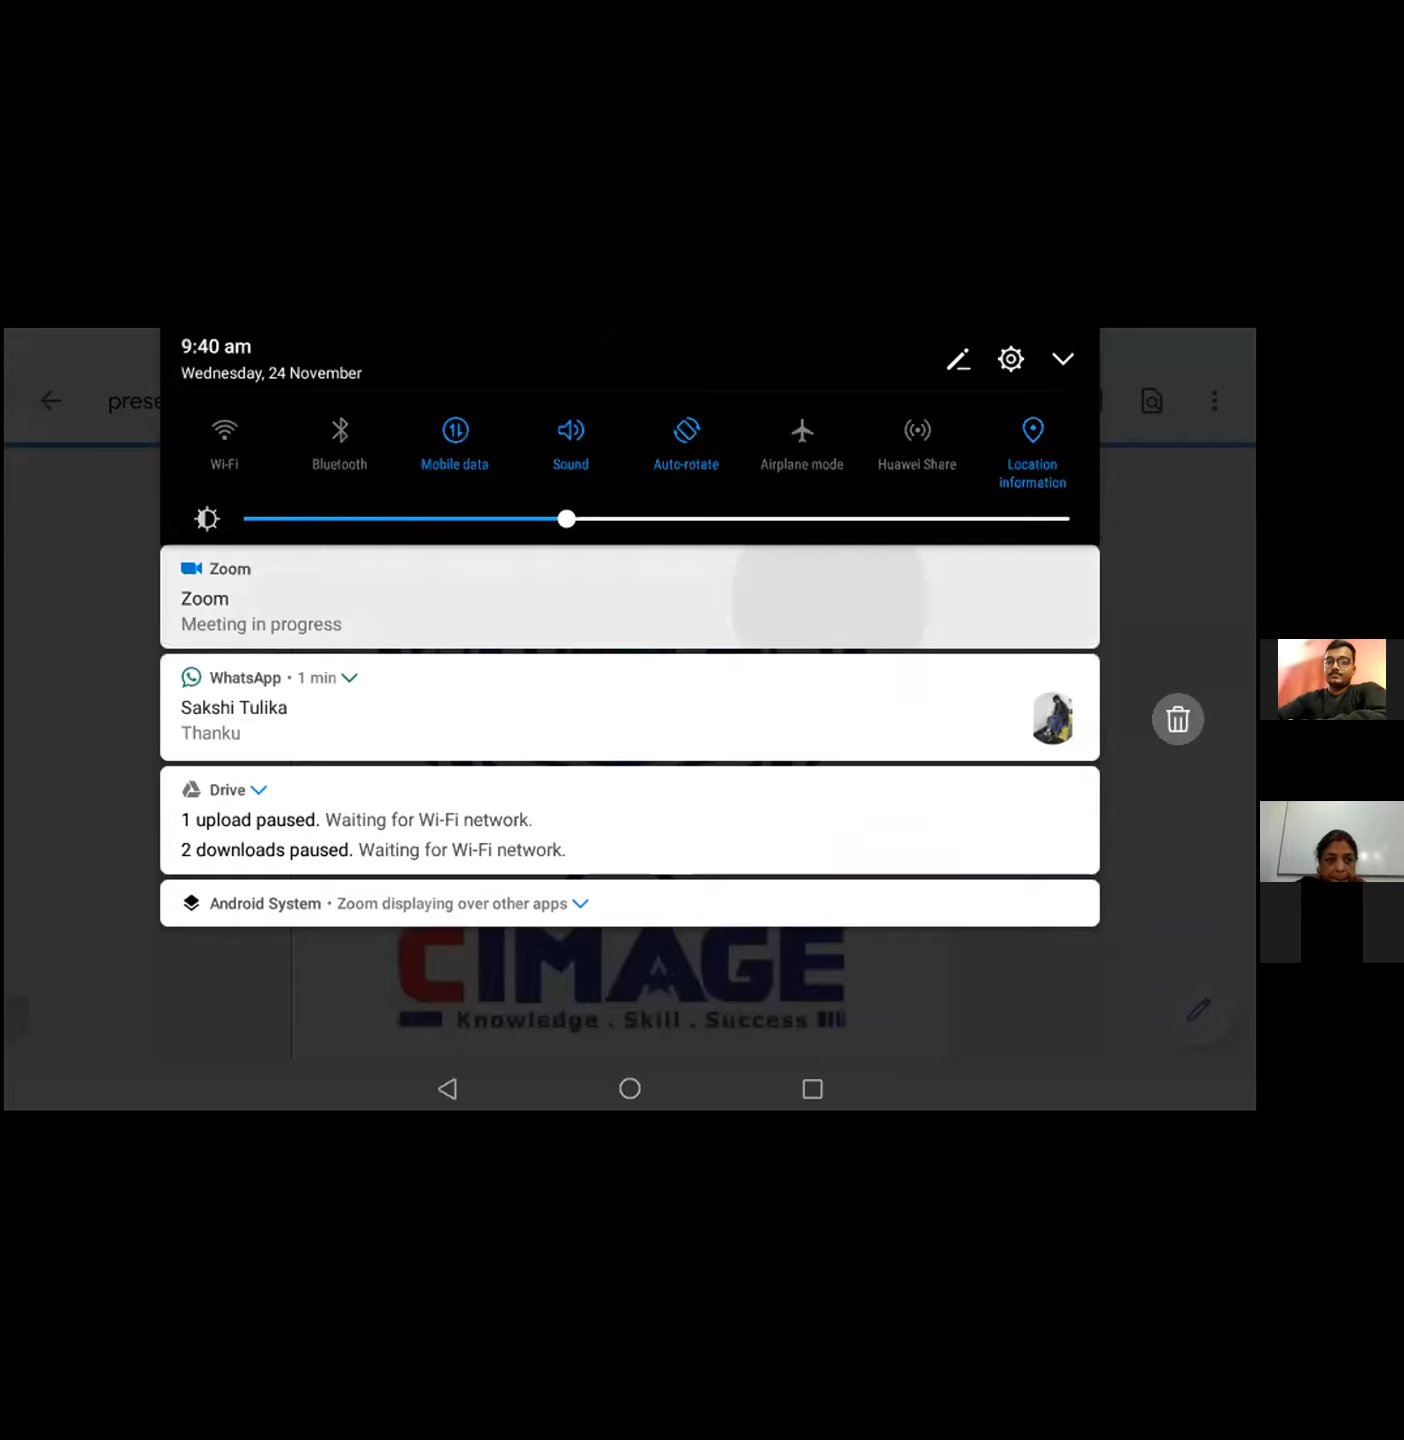 9:40 am
Wednesday, 24 November
prese
Wi-Fi
Bluetooth
Mobile data
Sound
Auto-rotate
Airplane mode
Huawei Share
Location
information
Zoom
Zoom
Meeting in progress
WhatsApp • 1 min
Sakshi Tulika
Thanku
Drive
1 upload paused. Waiting for Wi-Fi network.
2 downloads paused. Waiting for Wi-Fi network.
Android System • Zoom displaying over other apps
CIMAGE
Knowledge . Skill . Success